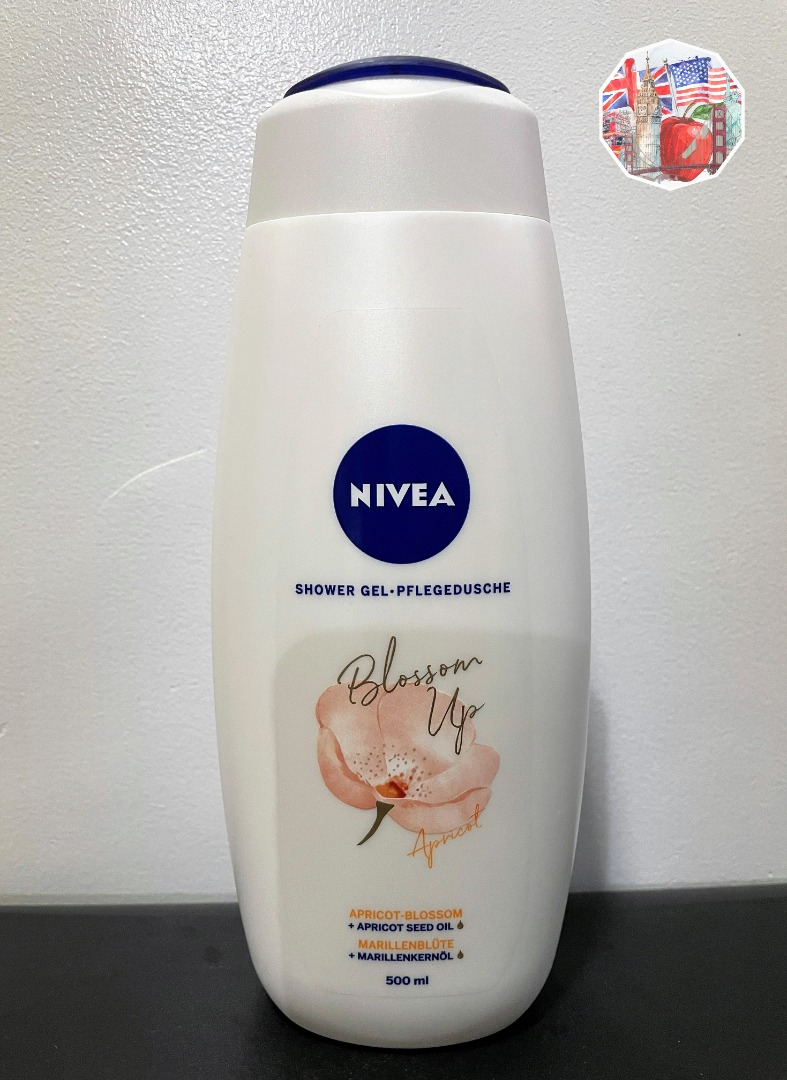 NIVEA
SHOWER GEL•PFLEGEDUSCHE
Blossom
Up
Apricot
APRICOT-BLOSSOM
+ APRICOT SEED OIL
MARILLENBLÜTE
+ MARILLENKERNÖL
500 ml